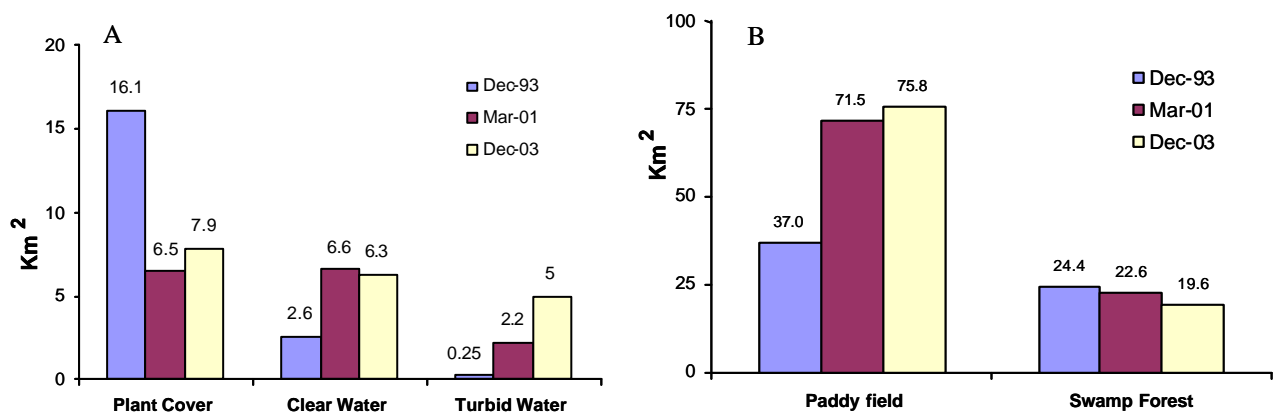 A
Km 2
20
15
10
5
0
16.1
6.5
7.9
2.6
6.6
6.3
0.25
2.2
5
Dec-93
Mar-01
Dec-03
Plant Cover
Clear Water
Turbid Water
B
Km 2
100
75
50
25
0
37.0
71.5
75.8
24.4
22.6
19.6
Dec-93
Mar-01
Dec-03
Paddy field
Swamp Forest